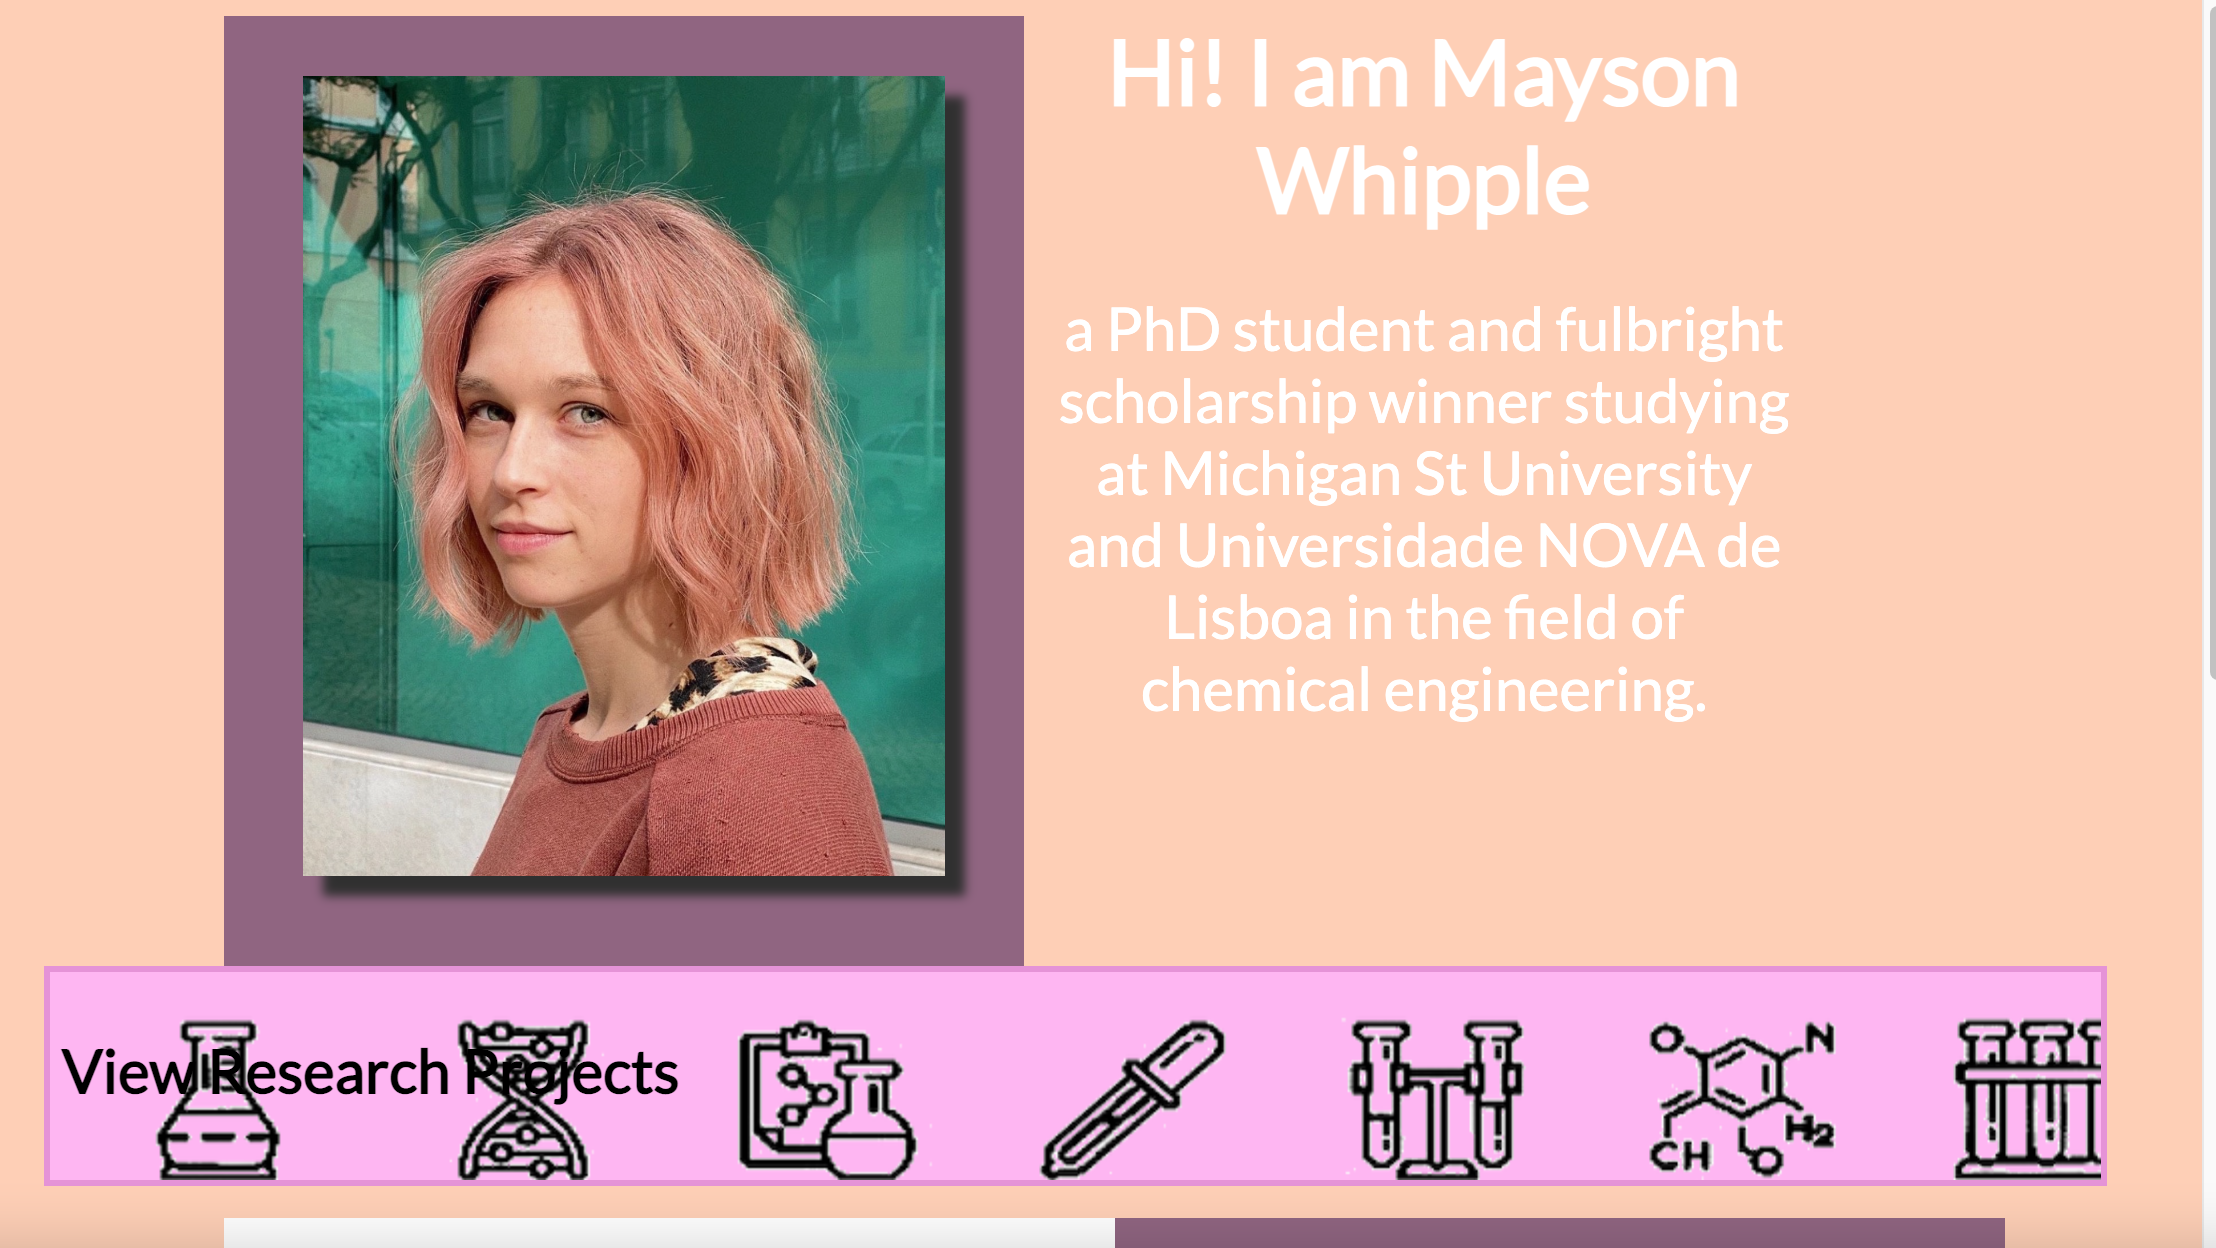 Hi! I am Mayson
Whipple
a PhD student and fulbright
scholarship winner studying
at Michigan St University
and Universidade NOVA de
Lisboa in the field of
chemical engineering.
View Research Projects
N
H2
CH